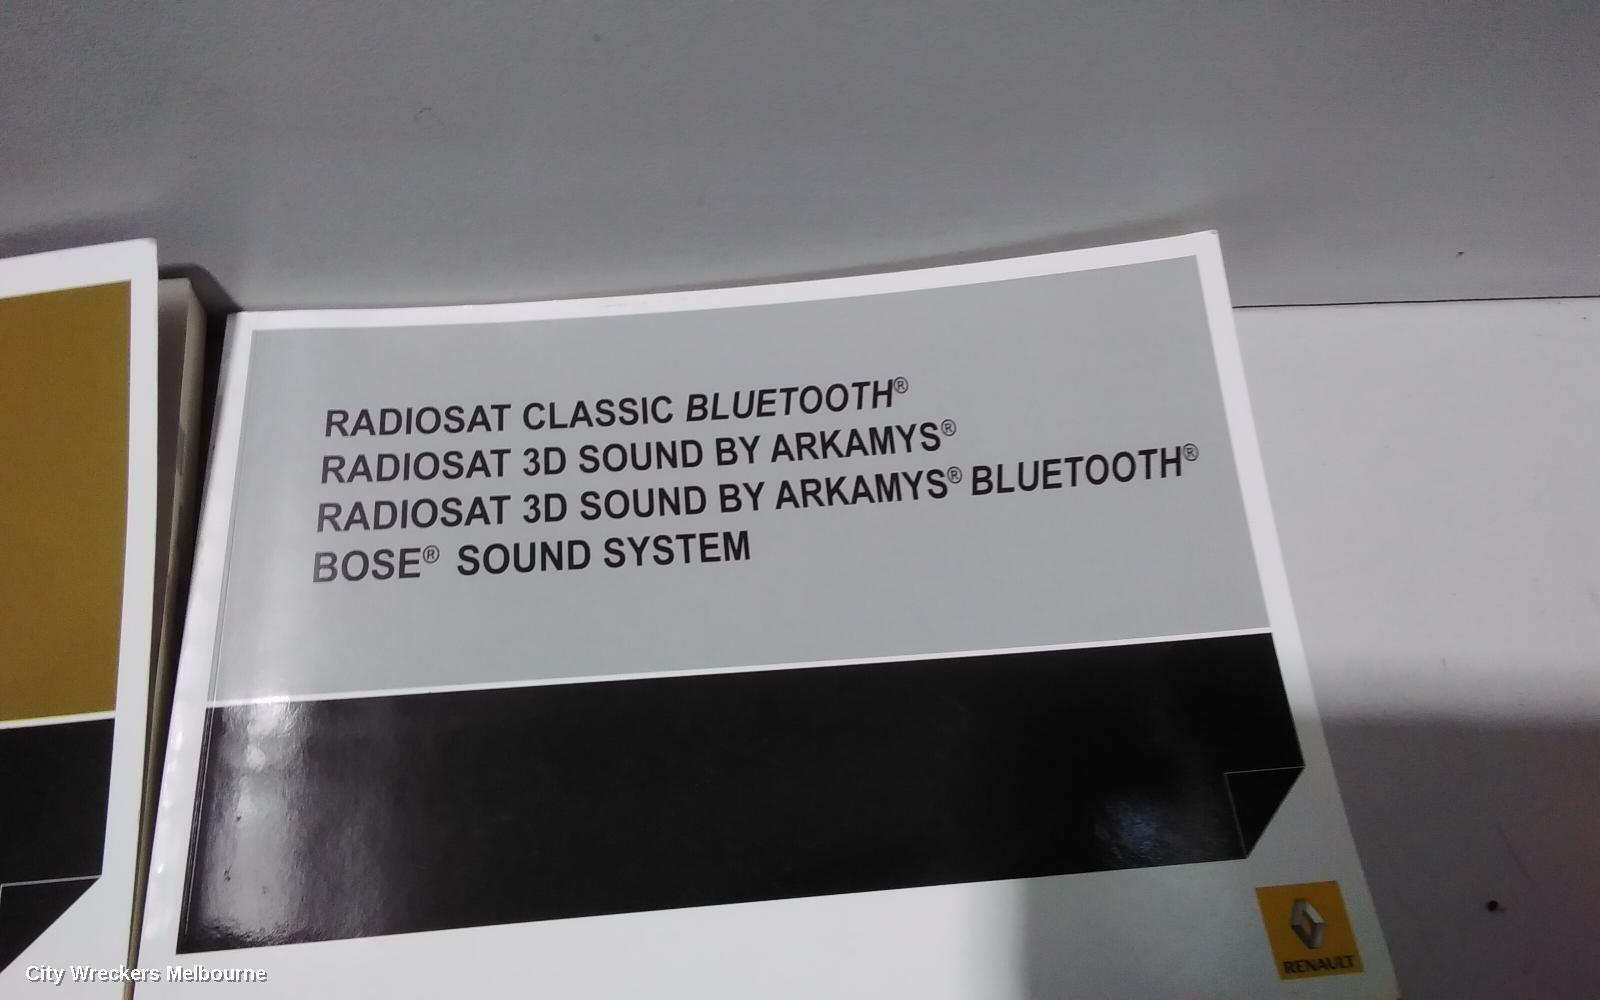 RADIOSAT CLASSIC BLUETOOTH®
RADIOSAT 3D SOUND BY ARKAMYS®
RADIOSAT 3D SOUND BY ARKAMYS® BLUETOOTH®
BOSE® SOUND SYSTEM
RENAULT
City Wreckers Melbourne